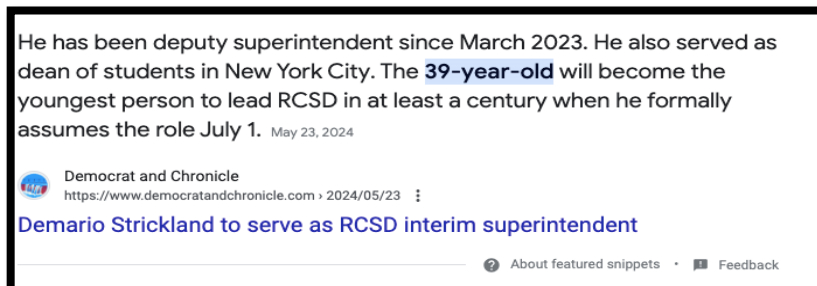 He has been deputy superintendent since March 2023. He also served as
dean of students in New York City. The 39-year-old will become the
youngest person to lead RCSD in at least a century when he formally
assumes the role July 1. May 23, 2024
Democrat and Chronicle
https://www.democratandchronicle.com › 2024/05/23
Demario Strickland to serve as RCSD interim superintendent
About featured snippets • Feedback